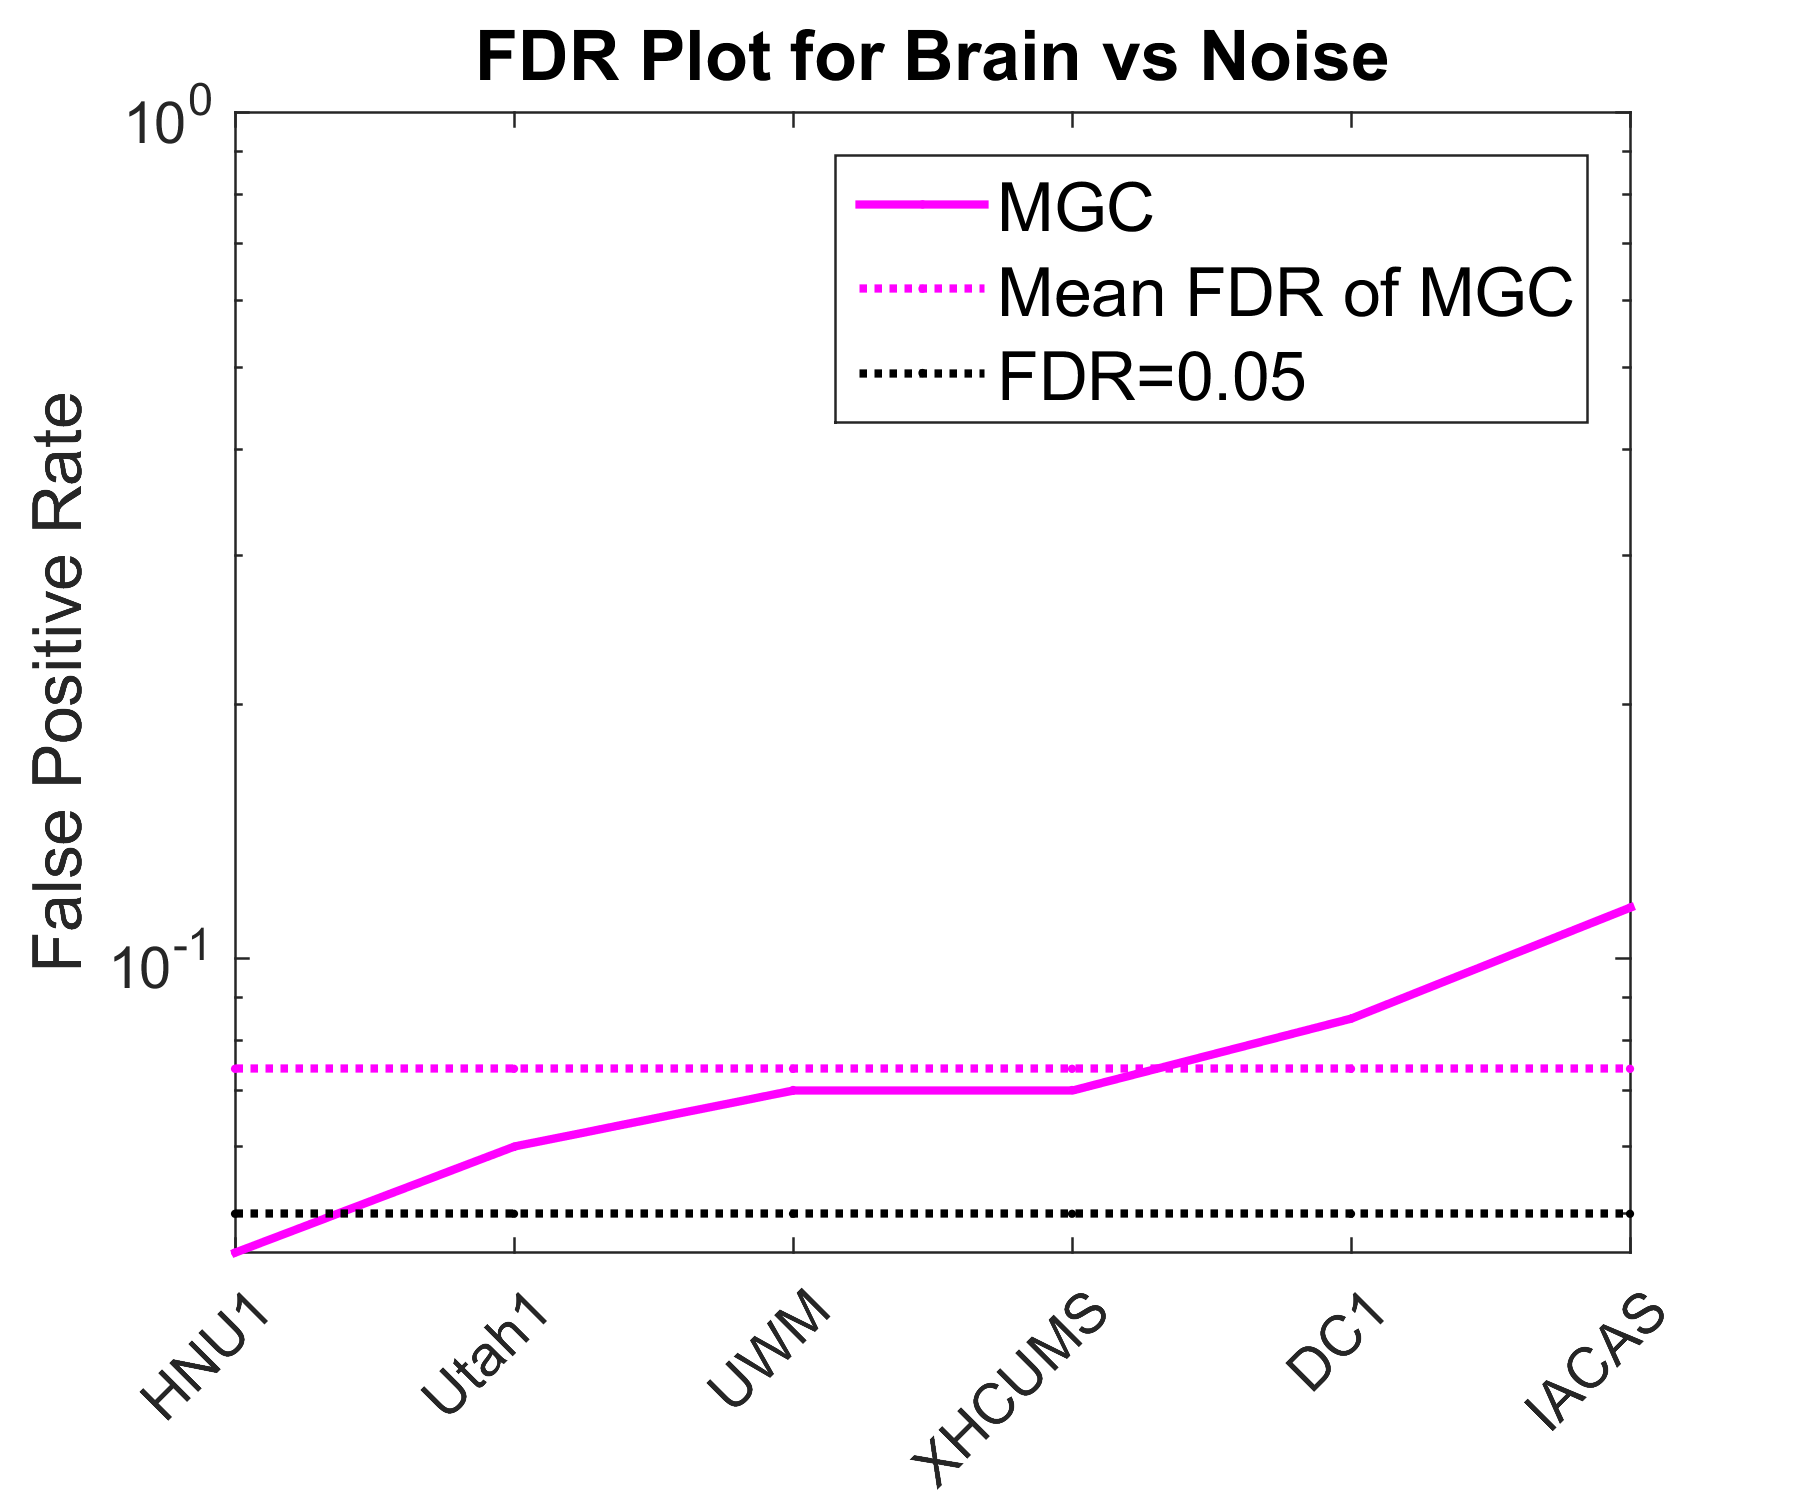 FDR Plot for Brain vs Noise
10^0
MGC
Mean FDR of MGC
FDR=0.05
False Positive Rate
10^-1
HNU1
Utah1
UWM
XHCUMS
DC1
IACAS